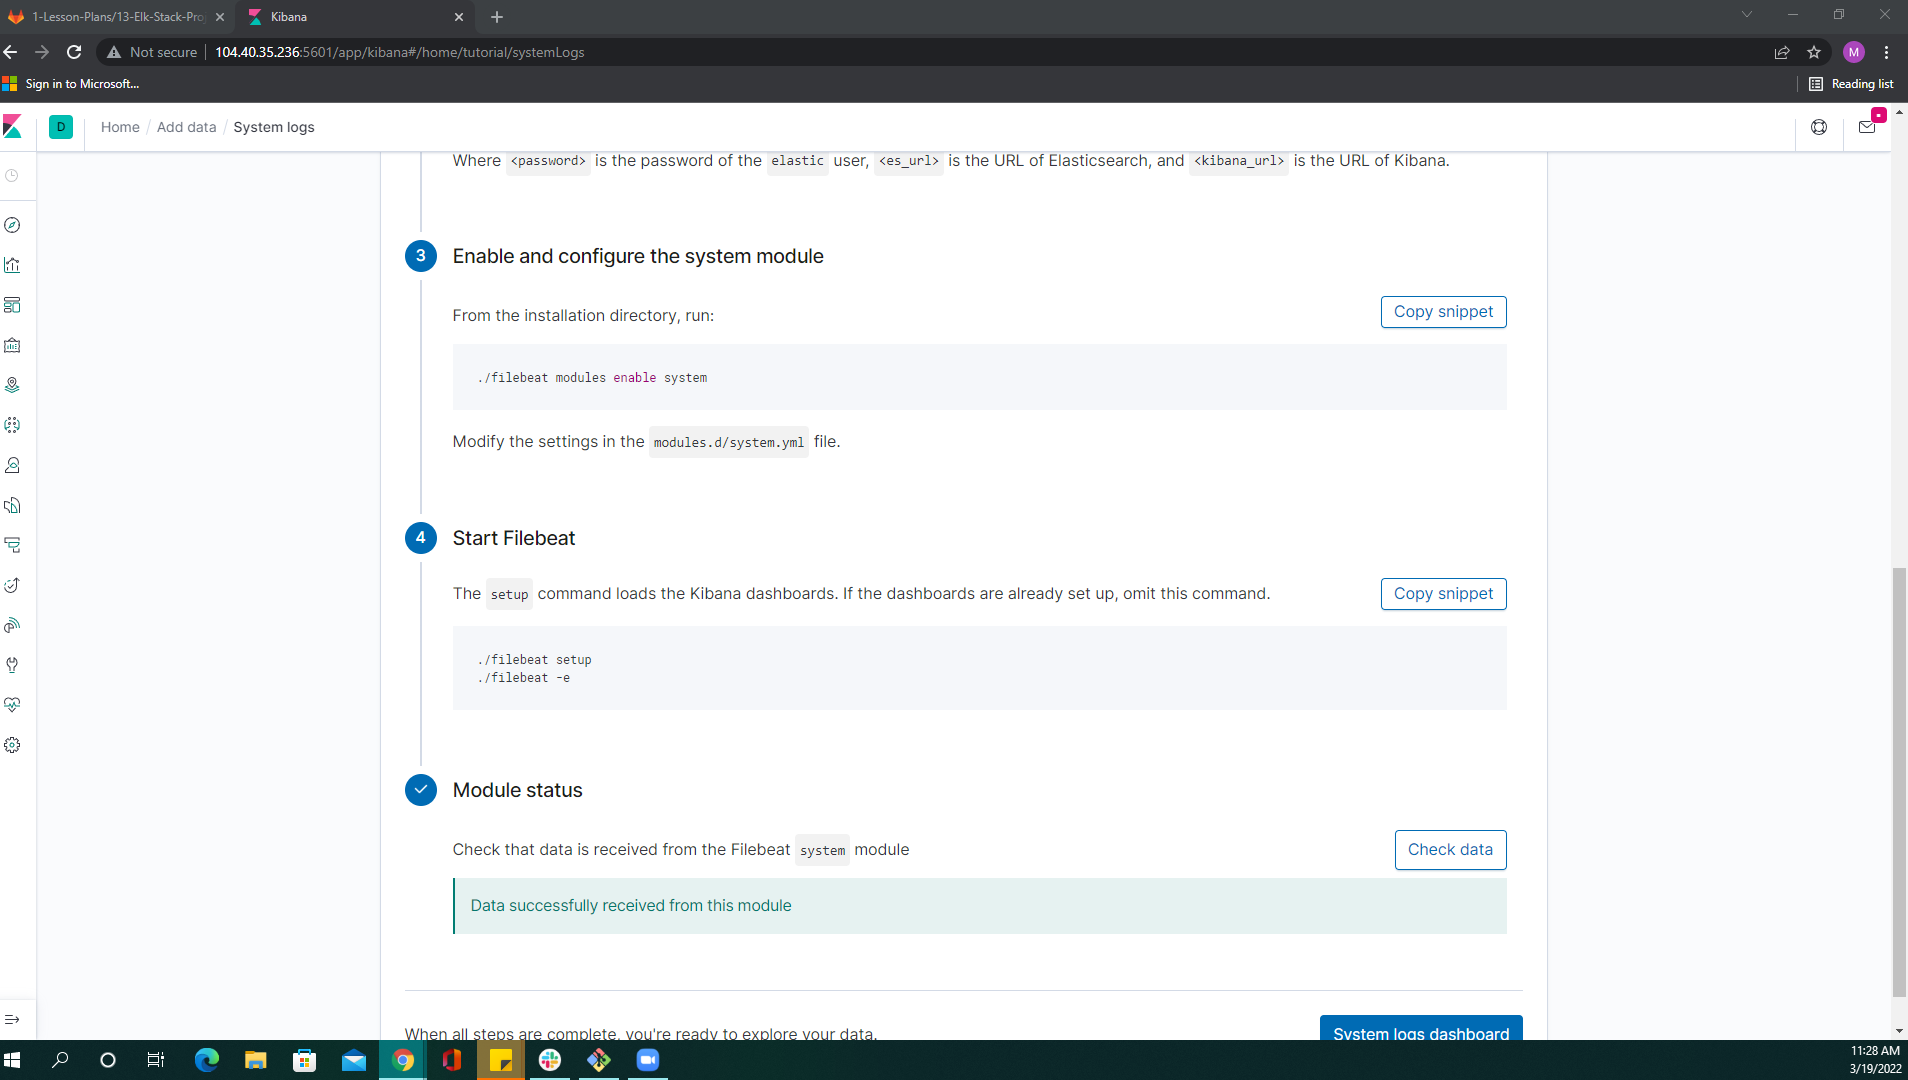 1-Lesson-Plans/13-Elk-Stack-Pro
Kibana
Not secure
104.40.35.236:5601/app/kibana#/home/tutorial/systemLogs
M
Sign in to Microsoft...
Reading list
D
Home / Add data / System logs
Where <password> is the password of the elastic user, <es_url> is the URL of Elasticsearch, and <kibana_url> is the URL of Kibana.
3 Enable and configure the system module
From the installation directory, run:
Copy snippet
./filebeat modules enable system
Modify the settings in the modules.d/system.yml file.
4 Start Filebeat
The setup command loads the Kibana dashboards. If the dashboards are already set up, omit this command.
Copy snippet
./filebeat setup
./filebeat -e
Module status
Check that data is received from the Filebeat system module
Check data
Data successfully received from this module
When all steps are complete, you're ready to explore your data.
System logs dashboard
11:28 AM
3/19/2022